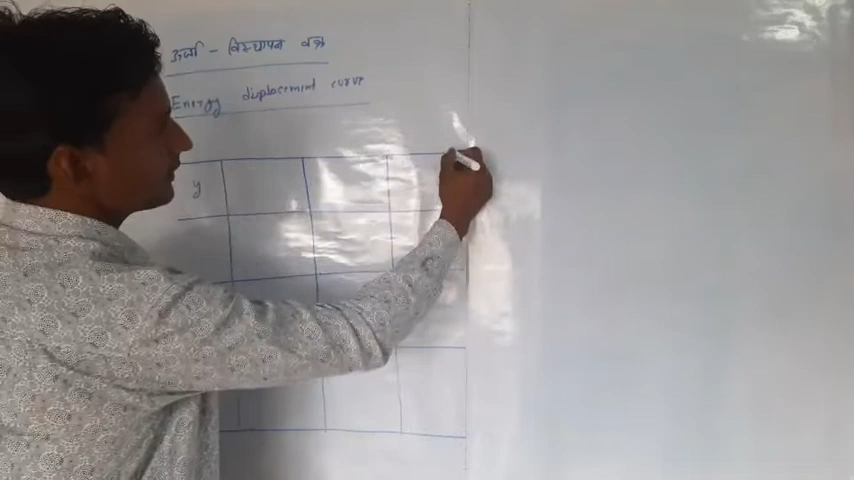 ऊर्जा - विस्थापन वक्र
Energy displacement curve
y